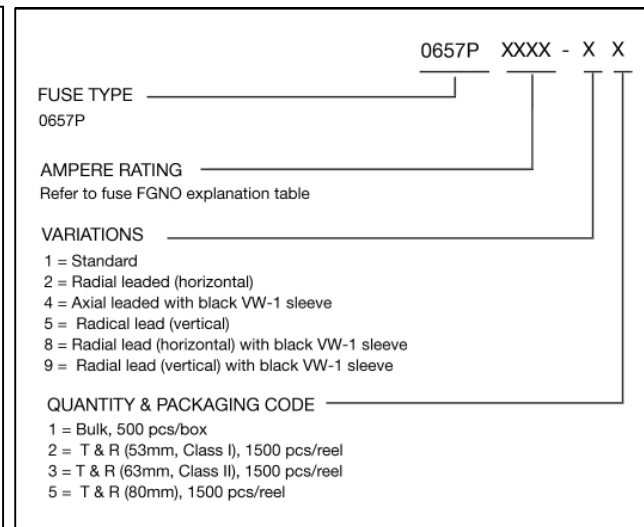 0657P XXXX - X X
FUSE TYPE
0657P
AMPERE RATING
Refer to fuse FGNO explanation table
VARIATIONS
1 = Standard
2 = Radial leaded (horizontal)
4 = Axial leaded with black VW-1 sleeve
5 = Radical lead (vertical)
8 = Radial lead (horizontal) with black VW-1 sleeve
9 = Radial lead (vertical) with black VW-1 sleeve
QUANTITY & PACKAGING CODE
1 = Bulk, 500 pcs/box
2 = T & R (53mm, Class I), 1500 pcs/reel
3 = T & R (63mm, Class II), 1500 pcs/reel
5 = T & R (80mm), 1500 pcs/reel